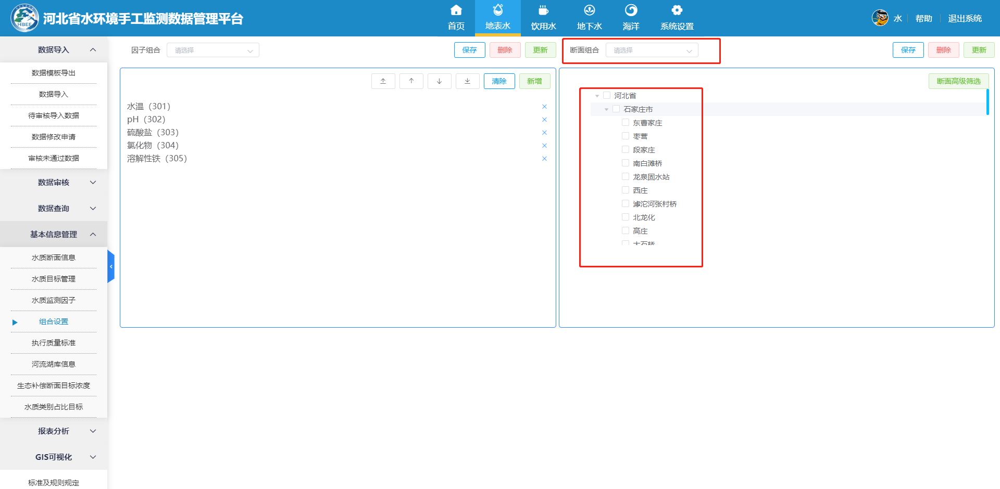 河北省水环境手工监测数据管理平台
HBEE
首页
地表水
饮用水
地下水
海洋
系统设置
水
帮助
退出系统
数据导入
数据模板导出
数据导入
待审核导入数据
数据修改申请
审核未通过数据
数据审核
数据查询
基本信息管理
水质断面信息
水质目标管理
水质监测因子
组合设置
执行质量标准
河流湖库信息
生态补偿断面目标浓度
水质类别占比目标
报表分析
GIS可视化
标准及规则规定
因子组合
请选择
保存
删除
更新
清除
新增
水温（301）
pH（302）
硫酸盐（303）
氯化物（304）
溶解性铁（305）
断面组合
请选择
保存
删除
更新
断面高级筛选
河北省
石家庄市
东曹家庄
枣营
段家庄
南白滩桥
龙泉固水站
西庄
滹沱河张村桥
北龙化
高庄
大石桥